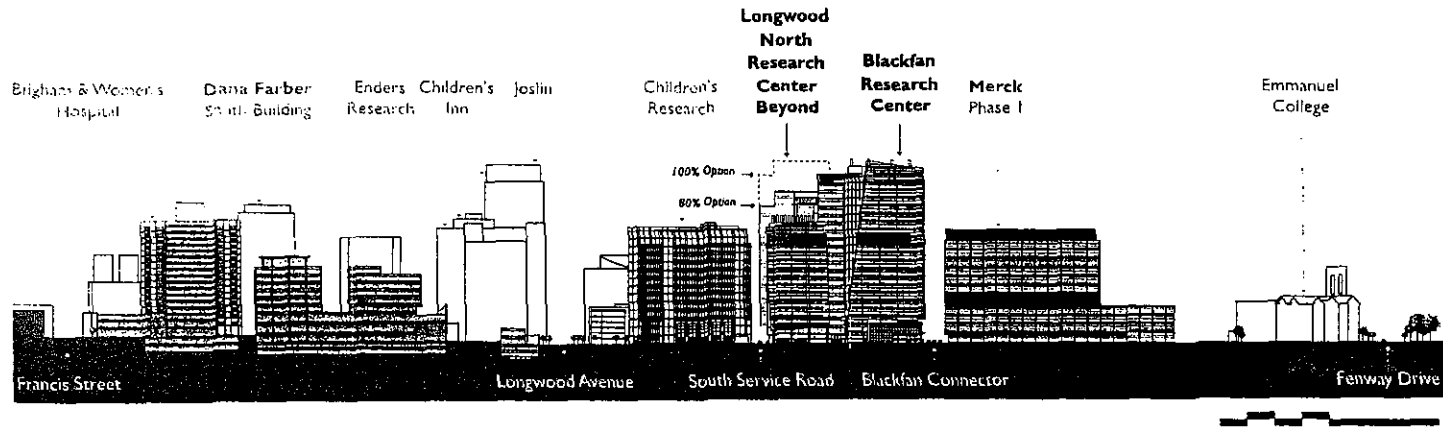 Brigham & Women's
Hospital
Dana Farber
Smith Building
Enders
Research
Children's
Inn
Joslin
Children's
Research
Longwood
North
Research
Center
Beyond
Blackfan
Research
Center
Merck
Phase I
Emmanuel
College
100% Option
80% Option
Francis Street
Longwood Avenue
South Service Road
Blackfan Connector
Fenway Drive